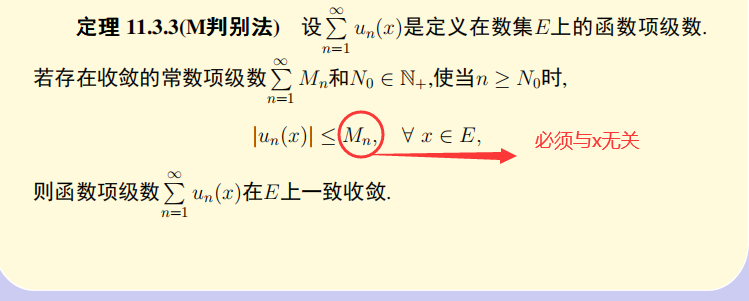 定理 11.3.3(M判别法) 设 $\sum_{n=1}^{\infty} u_n(x)$是定义在数集$E$上的函数项级数.
若存在收敛的常数项级数$\sum_{n=1}^{\infty} M_n$和$N_0 \in \mathbb{N}_+$,使当$n \geq N_0$时,
$|u_n(x)| \leq M_n, \quad \forall\ x \in E,$ 必须与x无关
则函数项级数$\sum_{n=1}^{\infty} u_n(x)$在$E$上一致收敛.